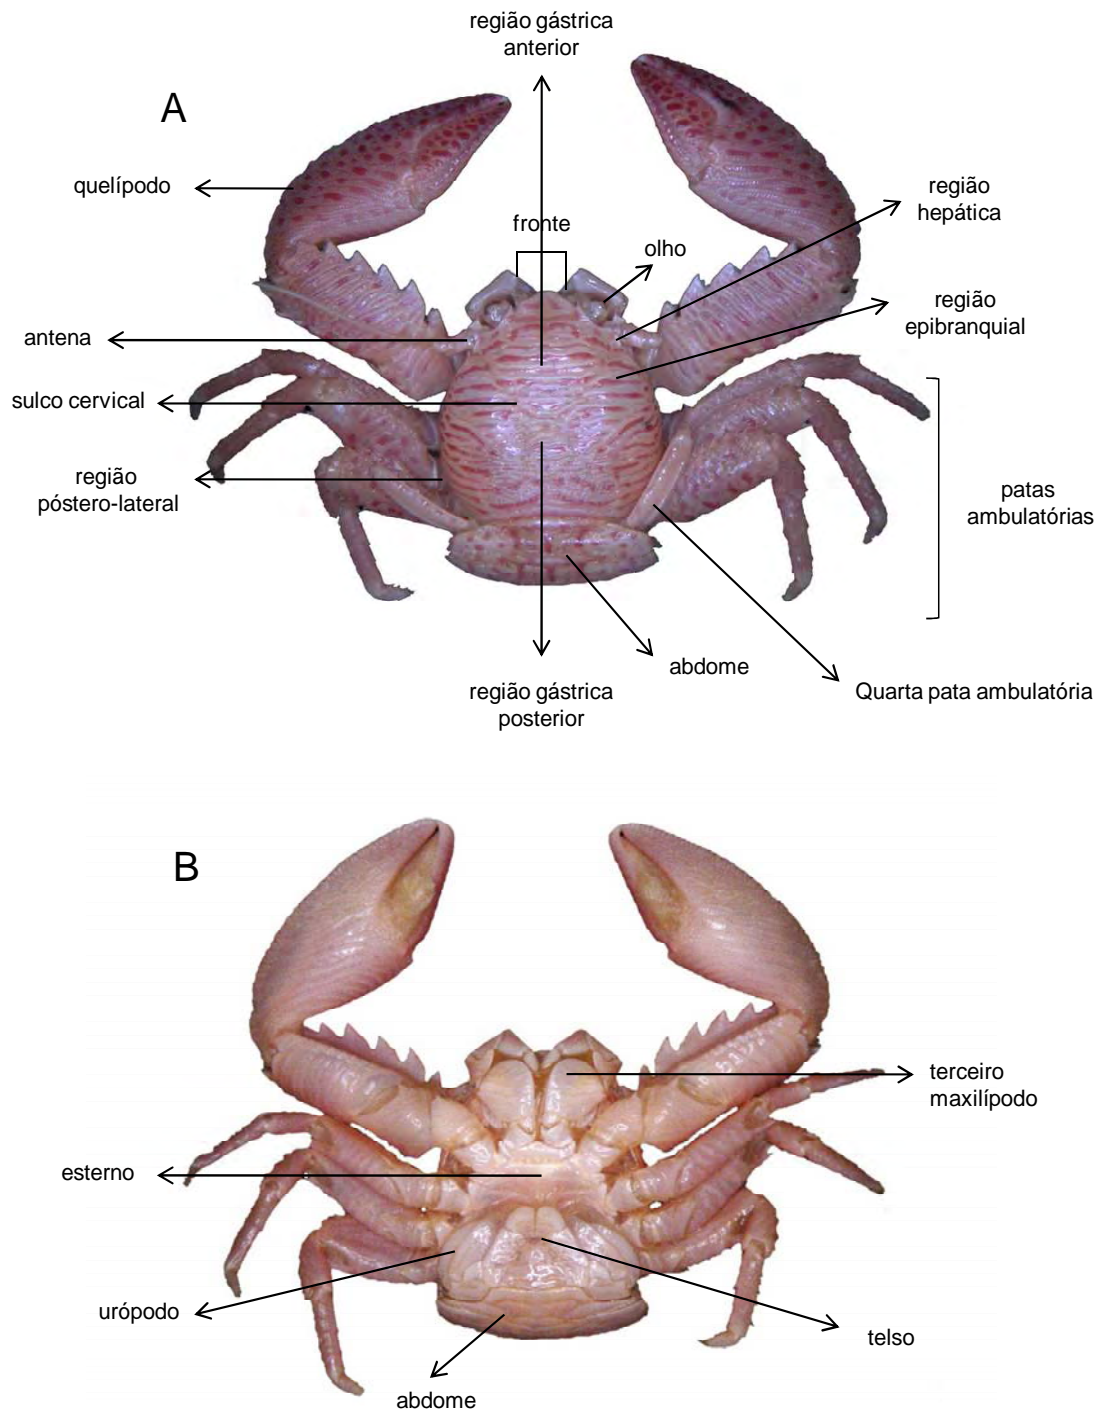 região gástrica
anterior
A
quelípodo
região
hepática
fronte
olho
região
epibranquial
antena
sulco cervical
região
póstero-lateral
patas
ambulatórias
abdome
Quarta pata ambulatória
região gástrica
posterior
B
terceiro
maxilípodo
esterno
urópodo
telso
abdome